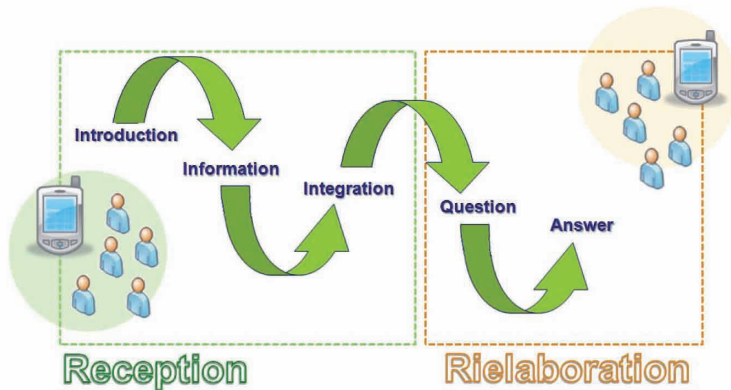 Introduction
Information
Integration
Question
Answer
Reception
Rielaboration